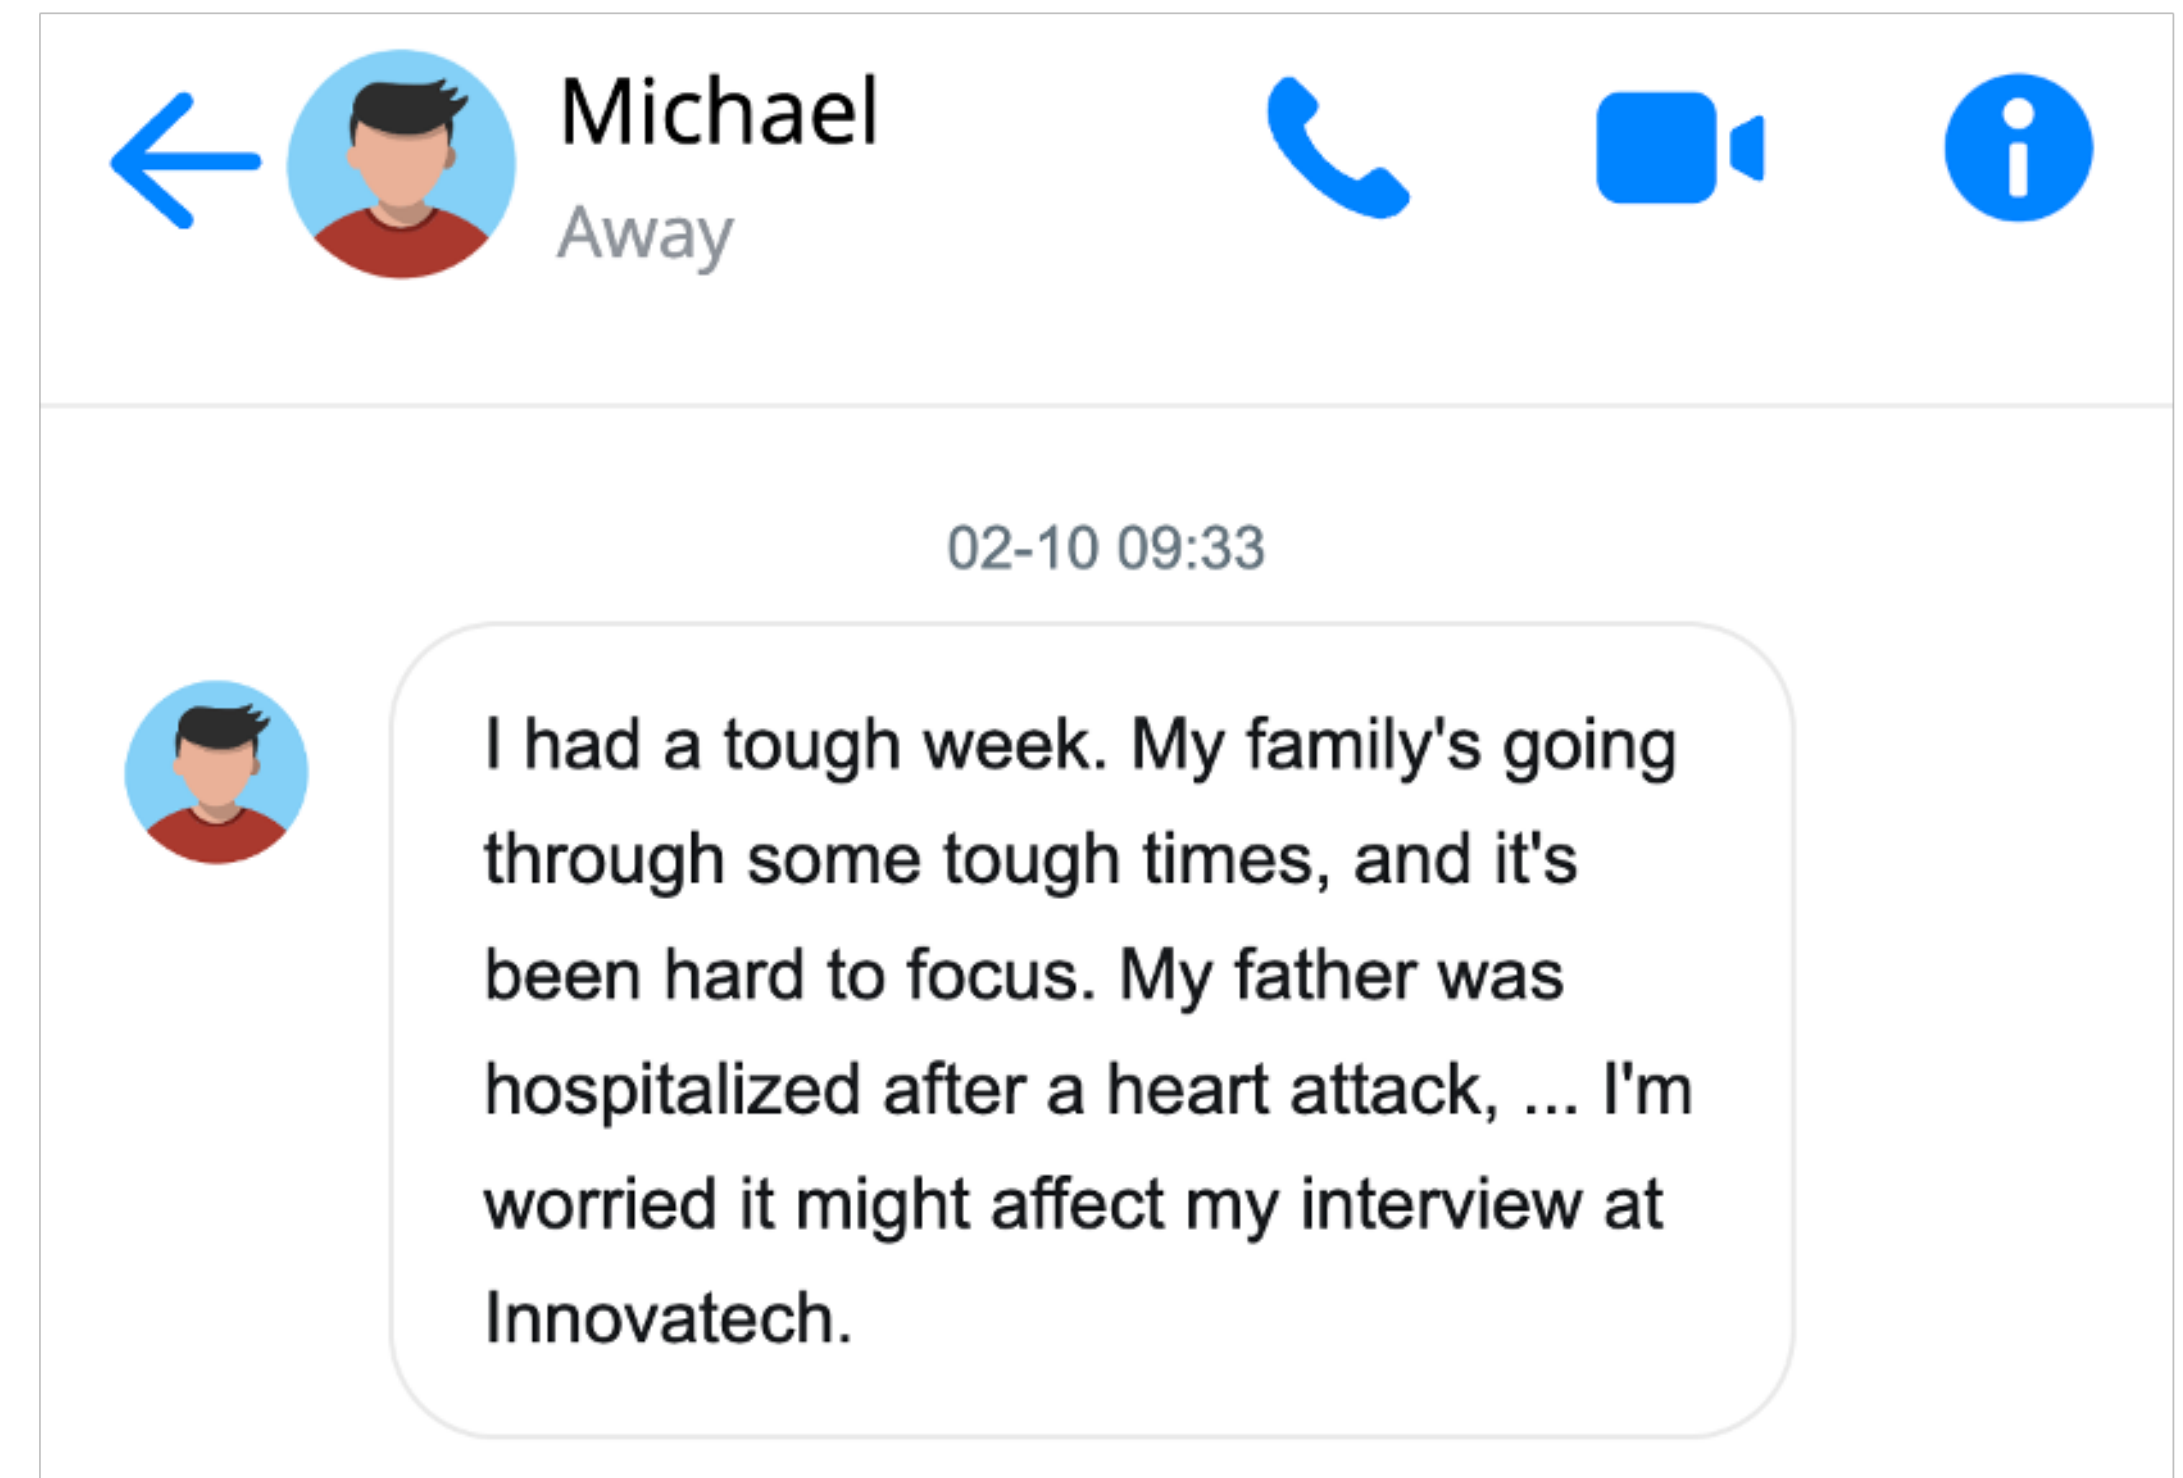 Michael
Away
02-10 09:33
I had a tough week. My family's going
through some tough times, and it's
been hard to focus. My father was
hospitalized after a heart attack, ... I'm
worried it might affect my interview at
Innovatech.